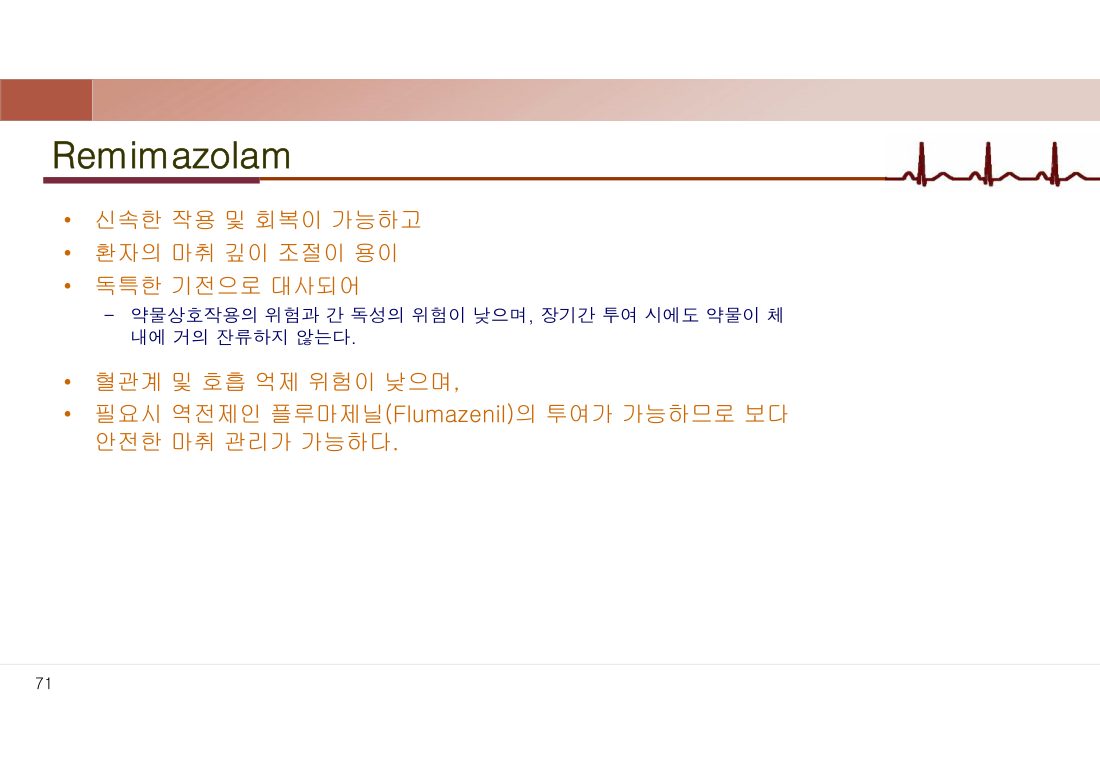 Remimazolam
• 신속한 작용 및 회복이 가능하고
• 환자의 마취 깊이 조절이 용이
• 독특한 기전으로 대사되어
– 약물상호작용의 위험과 간 독성의 위험이 낮으며, 장기간 투여 시에도 약물이 체
내에 거의 잔류하지 않는다.
• 혈관계 및 호흡 억제 위험이 낮으며,
• 필요시 역전제인 플루마제닐(Flumazenil)의 투여가 가능하므로 보다
안전한 마취 관리가 가능하다.
71